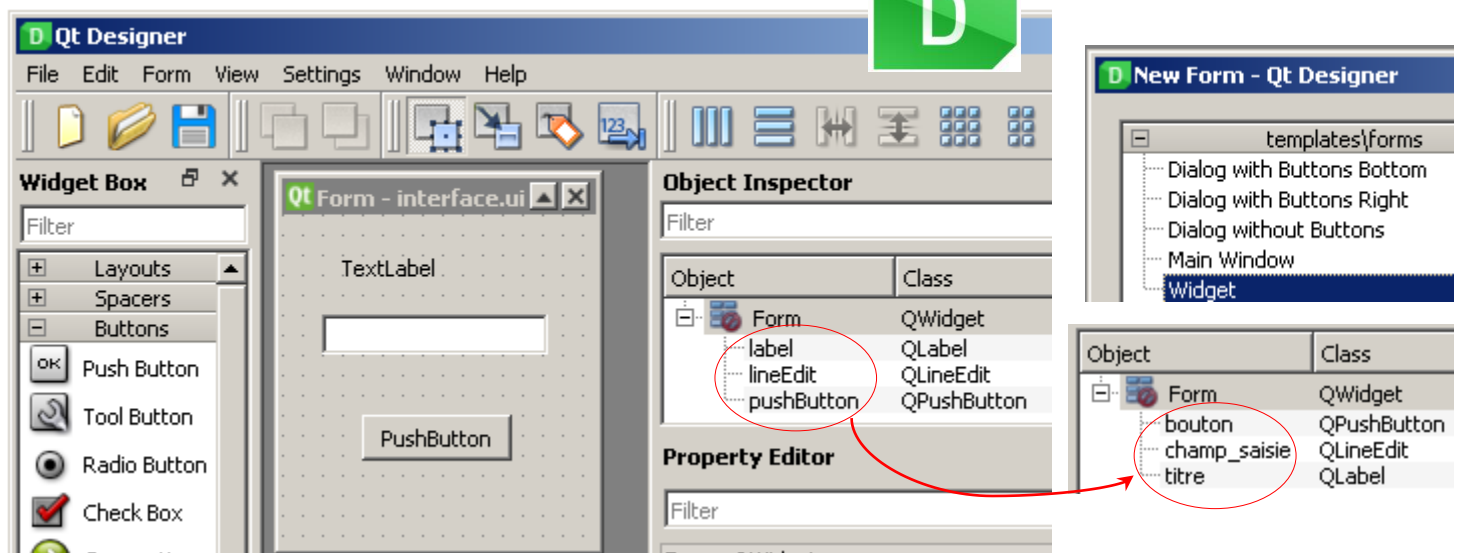 D
D Qt Designer
File Edit Form View Settings Window Help
123
Widget Box
Filter
Layouts
Spacers
Buttons
OK Push Button
Tool Button
Radio Button
Check Box
Qt Form - interface.ui
TextLabel
PushButton
Object Inspector
Filter
Object Class
Form QWidget
label QLabel
lineEdit QLineEdit
pushButton QPushButton
Property Editor
Filter
D New Form - Qt Designer
templates\forms
Dialog with Buttons Bottom
Dialog with Buttons Right
Dialog without Buttons
Main Window
Widget
Object Class
Form QWidget
bouton QPushButton
champ_saisie QLineEdit
titre QLabel